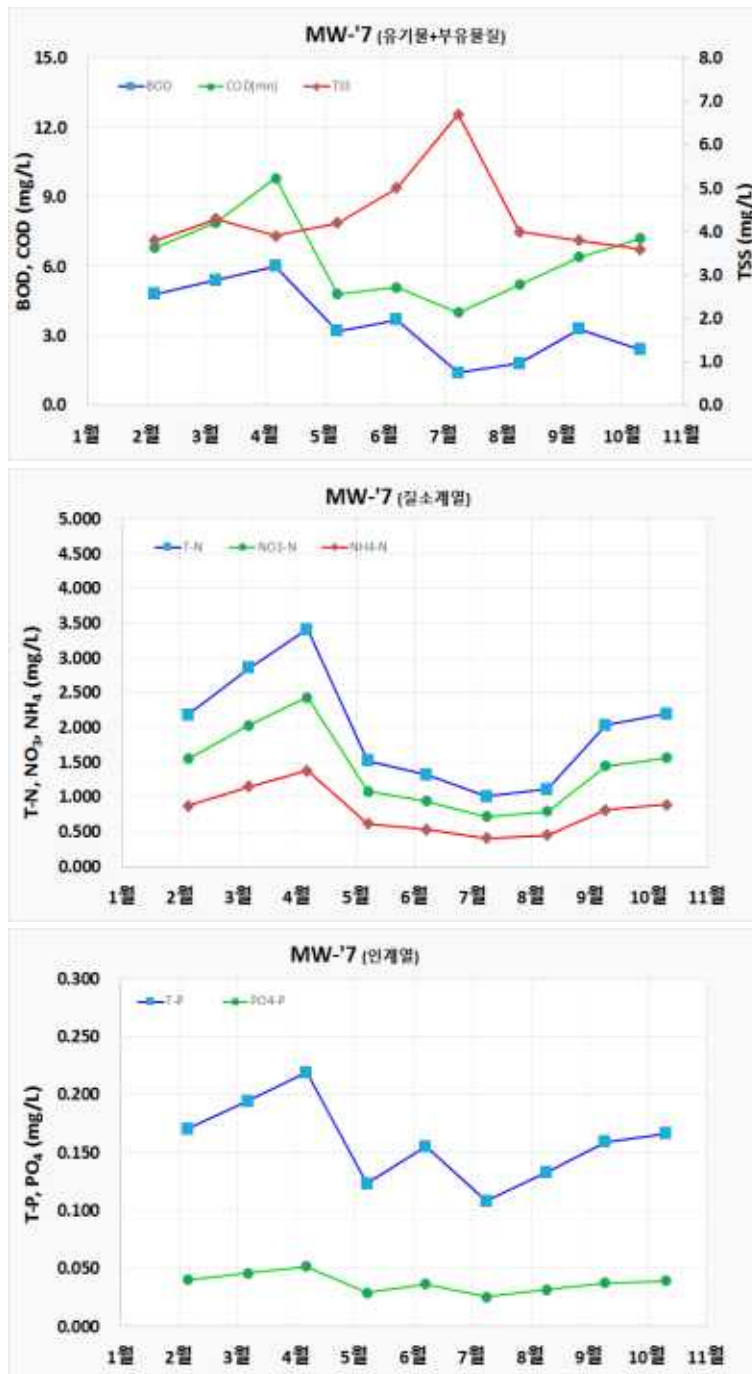 MW-'7 (유기물+부유물질)
BOD COD(mn) TSS
BOD, COD (mg/L)
15.0
12.0
9.0
6.0
3.0
0.0
8.0
7.0
6.0
5.0
4.0
3.0
2.0
1.0
0.0
TSS (mg/L)
1월 2월 3월 4월 5월 6월 7월 8월 9월 10월 11월
MW-'7 (질소계열)
T-N NO3-N NH4-N
T-N, NO₃, NH₄ (mg/L)
5.000
4.500
4.000
3.500
3.000
2.500
2.000
1.500
1.000
0.500
0.000
1월 2월 3월 4월 5월 6월 7월 8월 9월 10월 11월
MW-'7 (인계열)
T-P PO4-P
T-P, PO₄ (mg/L)
0.300
0.250
0.200
0.150
0.100
0.050
0.000
1월 2월 3월 4월 5월 6월 7월 8월 9월 10월 11월